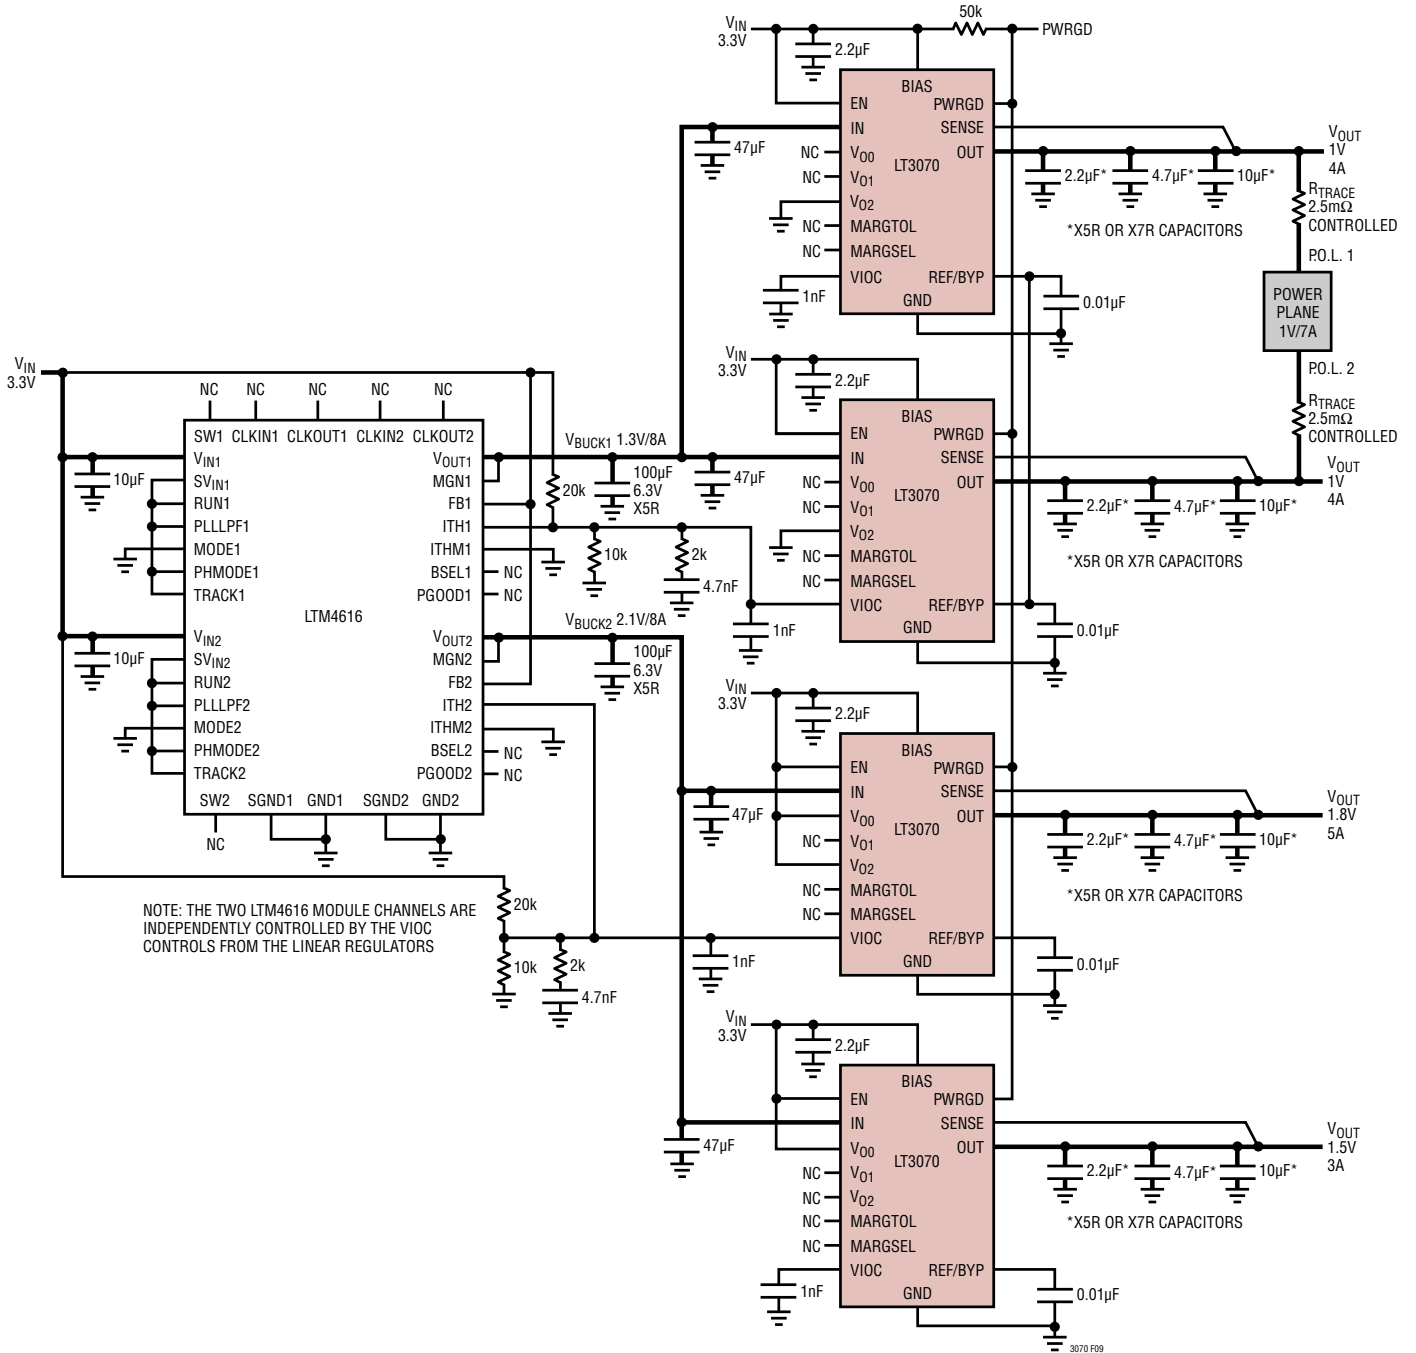 VIN
3.3V
50k
PWRGD
2.2µF
BIAS
EN
PWRGD
IN
SENSE
47µF
NC
VO0
OUT
LT3070
NC
VO1
VO2
NC
MARGTOL
NC
MARGSEL
VIOC
REF/BYP
1nF
GND
0.01µF
VOUT
1V
4A
2.2µF*
4.7µF*
10µF*
*X5R OR X7R CAPACITORS
RTRACE
2.5mΩ
CONTROLLED
P.O.L. 1
POWER
PLANE
1V/7A
P.O.L. 2
RTRACE
2.5mΩ
CONTROLLED
VIN
3.3V
2.2µF
BIAS
EN
PWRGD
IN
SENSE
47µF
NC
VO0
OUT
LT3070
NC
VO1
VO2
NC
MARGTOL
NC
MARGSEL
VIOC
REF/BYP
1nF
GND
0.01µF
VOUT
1V
4A
2.2µF*
4.7µF*
10µF*
*X5R OR X7R CAPACITORS
VIN
3.3V
NC
NC
NC
NC
NC
SW1
CLKIN1
CLKOUT1
CLKIN2
CLKOUT2
10µF
VIN1
SVIN1
RUN1
PLLLPF1
MODE1
PHMODE1
TRACK1
LTM4616
VIN2
10µF
SVIN2
RUN2
PLLLPF2
MODE2
PHMODE2
TRACK2
VOUT1
MGN1
FB1
ITH1
ITHM1
BSEL1
NC
PGOOD1
NC
VOUT2
MGN2
FB2
ITH2
ITHM2
BSEL2
NC
PGOOD2
NC
SW2
SGND1
GND1
SGND2
GND2
NC
VBUCK1 1.3V/8A
100µF
6.3V
X5R
20k
10k
2k
4.7nF
VBUCK2 2.1V/8A
100µF
6.3V
X5R
NOTE: THE TWO LTM4616 MODULE CHANNELS ARE
INDEPENDENTLY CONTROLLED BY THE VIOC
CONTROLS FROM THE LINEAR REGULATORS
20k
10k
2k
4.7nF
VIN
3.3V
2.2µF
BIAS
EN
PWRGD
IN
SENSE
47µF
VO0
OUT
LT3070
NC
VO1
VO2
NC
MARGTOL
NC
MARGSEL
VIOC
REF/BYP
1nF
GND
0.01µF
VOUT
1.8V
5A
2.2µF*
4.7µF*
10µF*
*X5R OR X7R CAPACITORS
VIN
3.3V
2.2µF
BIAS
EN
PWRGD
IN
SENSE
47µF
VO0
OUT
LT3070
NC
VO1
NC
VO2
NC
MARGTOL
NC
MARGSEL
VIOC
REF/BYP
1nF
GND
0.01µF
VOUT
1.5V
3A
2.2µF*
4.7µF*
10µF*
*X5R OR X7R CAPACITORS
3070 F09